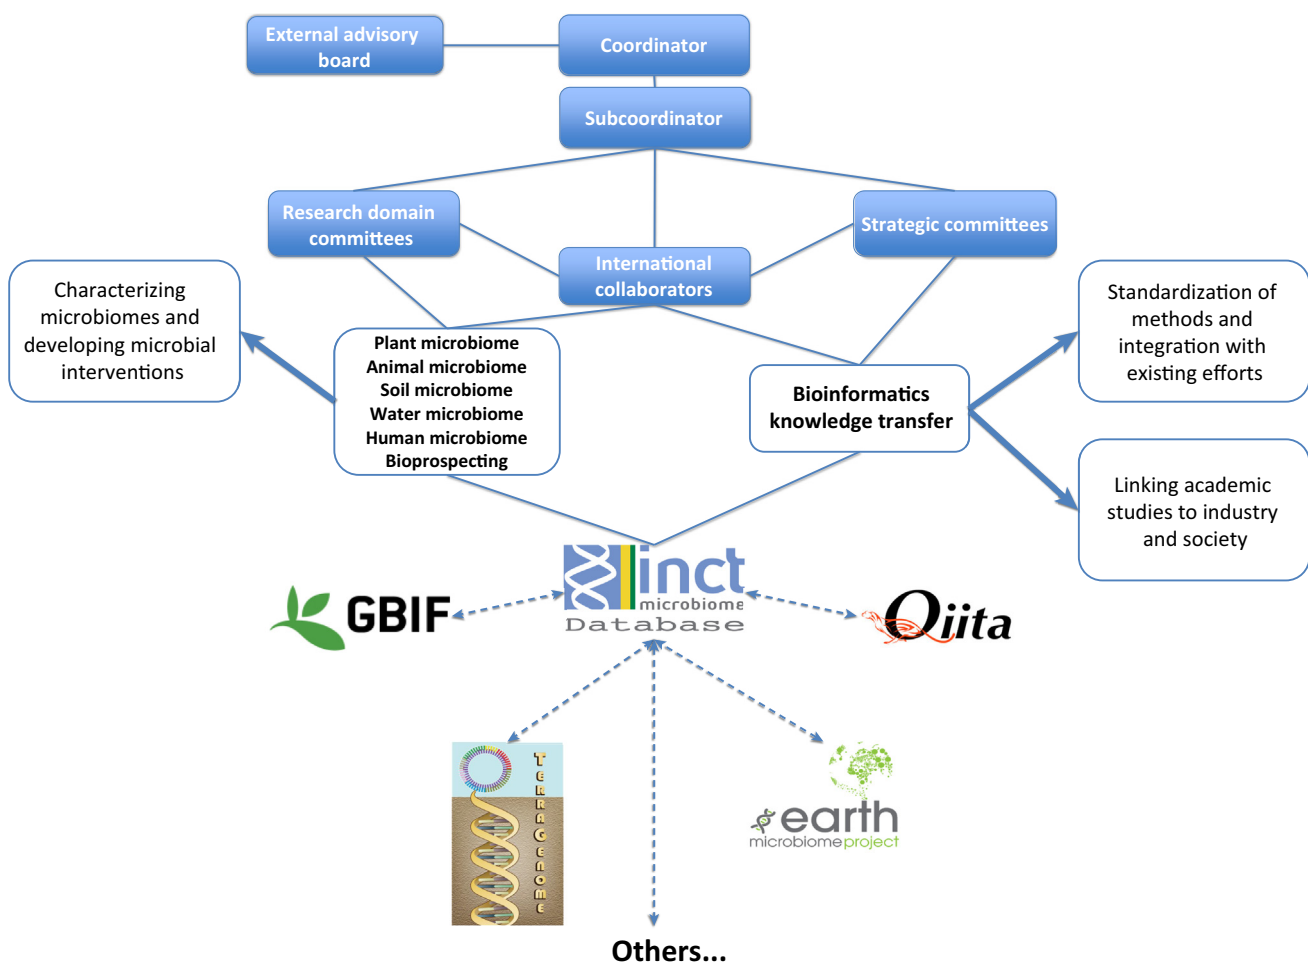 External advisory
board
Coordinator
Subcoordinator
Research domain
committees
Strategic committees
International
collaborators
Characterizing
microbiomes and
developing microbial
interventions
Plant microbiome
Animal microbiome
Soil microbiome
Water microbiome
Human microbiome
Bioprospecting
Bioinformatics
knowledge transfer
Standardization of
methods and
integration with
existing efforts
Linking academic
studies to industry
and society
inct
microbiome
Database
GBIF
Qiita
TERRAGENOME
earth
microbiomeproject
Others...